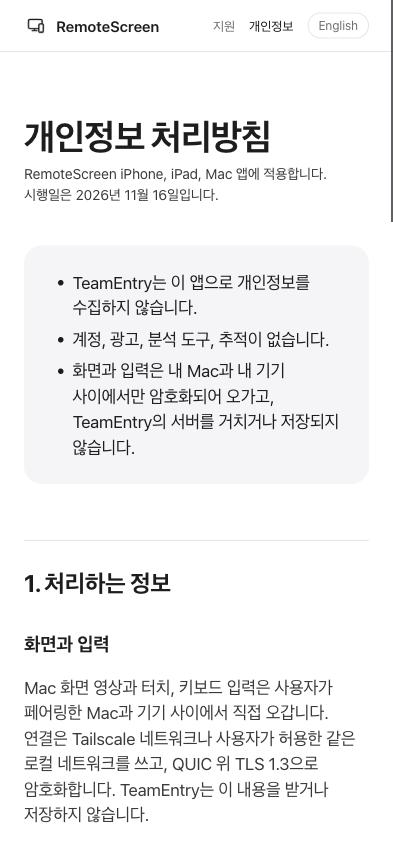 RemoteScreen
지원
개인정보
English
개인정보 처리방침
RemoteScreen iPhone, iPad, Mac 앱에 적용합니다.
시행일은 2026년 11월 16일입니다.
• TeamEntry는 이 앱으로 개인정보를
수집하지 않습니다.
• 계정, 광고, 분석 도구, 추적이 없습니다.
• 화면과 입력은 내 Mac과 내 기기
사이에서만 암호화되어 오가고,
TeamEntry의 서버를 거치거나 저장되지
않습니다.
1. 처리하는 정보
화면과 입력
Mac 화면 영상과 터치, 키보드 입력은 사용자가
페어링한 Mac과 기기 사이에서 직접 오갑니다.
연결은 Tailscale 네트워크나 사용자가 허용한 같은
로컬 네트워크를 쓰고, QUIC 위 TLS 1.3으로
암호화합니다. TeamEntry는 이 내용을 받거나
저장하지 않습니다.